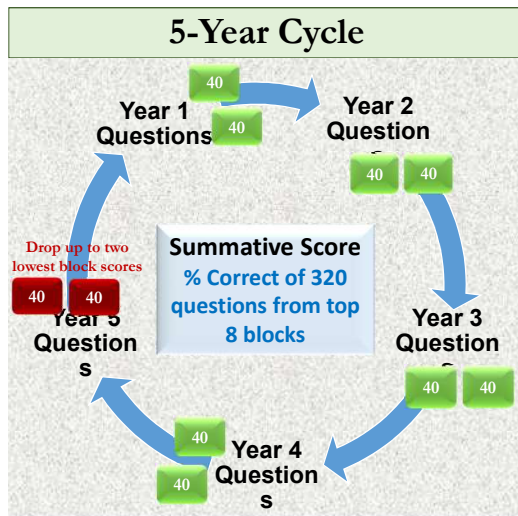 5-Year Cycle
40
Year 1
Questions
40
Year 2
Question
40 40
Year 3
Question
40 40
Year 4
Question
s
40
40
Drop up to two
lowest block scores
40 40
Year 5
Question
s
Summative Score
% Correct of 320
questions from top
8 blocks